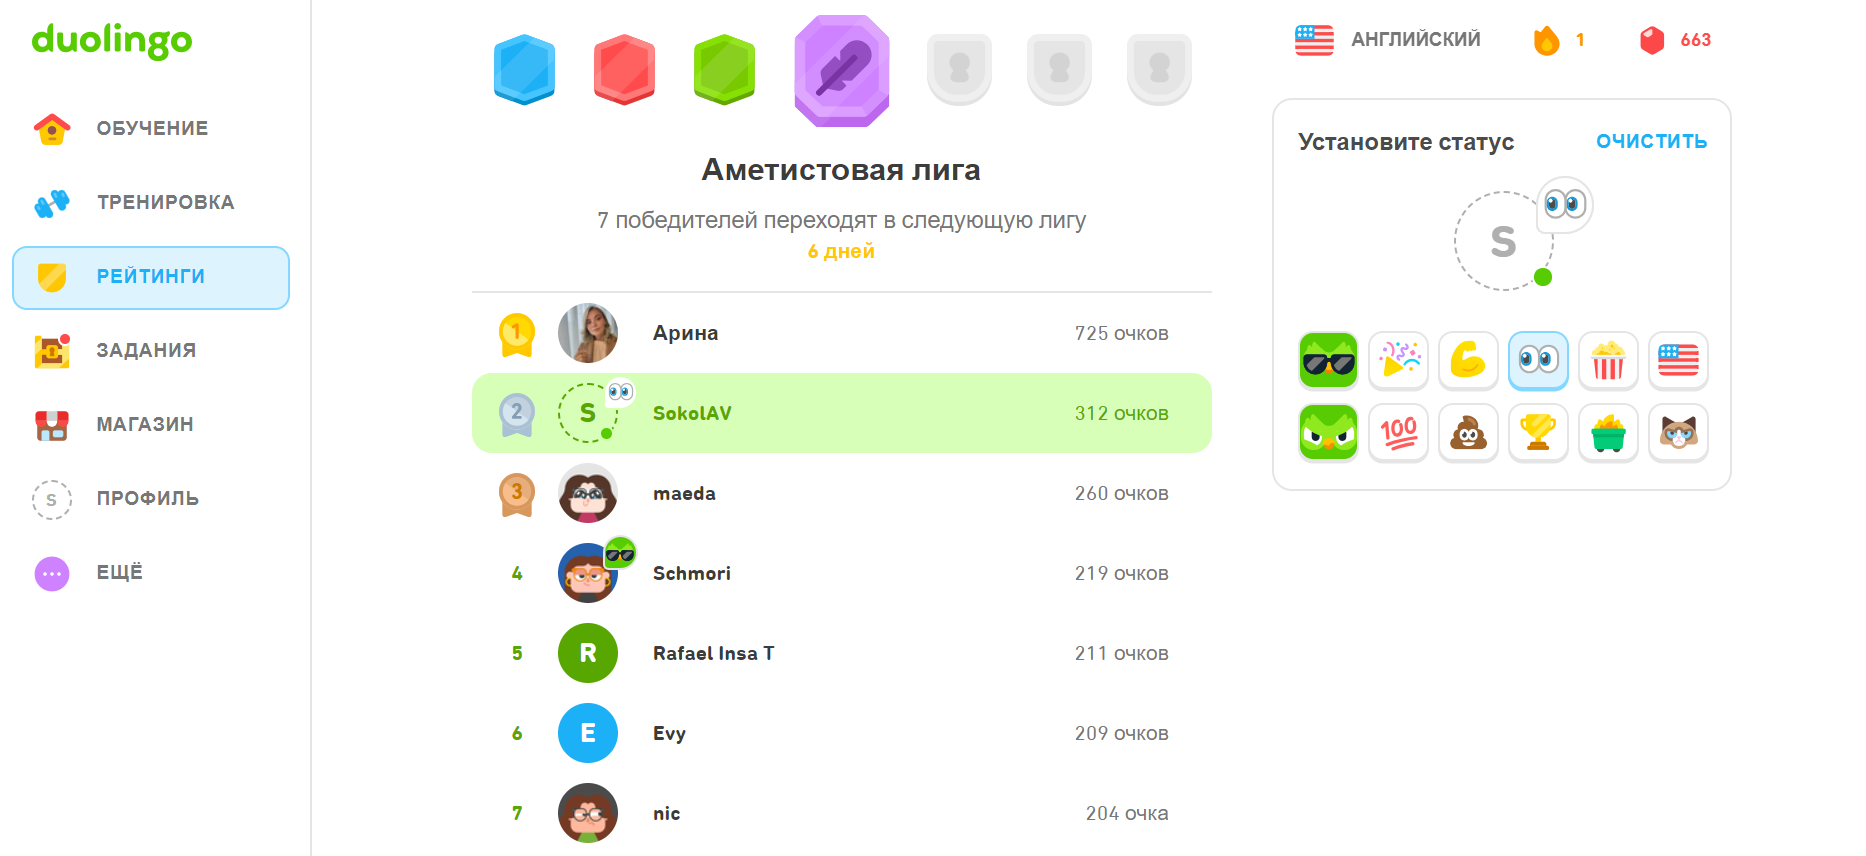 duolingo
ОБУЧЕНИЕ
ТРЕНИРОВКА
РЕЙТИНГИ
ЗАДАНИЯ
МАГАЗИН
S
ПРОФИЛЬ
ЕЩЁ
Аметистовая лига
7 победителей переходят в следующую лигу
6 дней
1 Арина 725 очков
2 S SokolAV 312 очков
3 maeda 260 очков
4 Schmori 219 очков
5 R Rafael Insa T 211 очков
6 E Evy 209 очков
7 nic 204 очка
АНГЛИЙСКИЙ 1 663
Установите статус ОЧИСТИТЬ
S
100